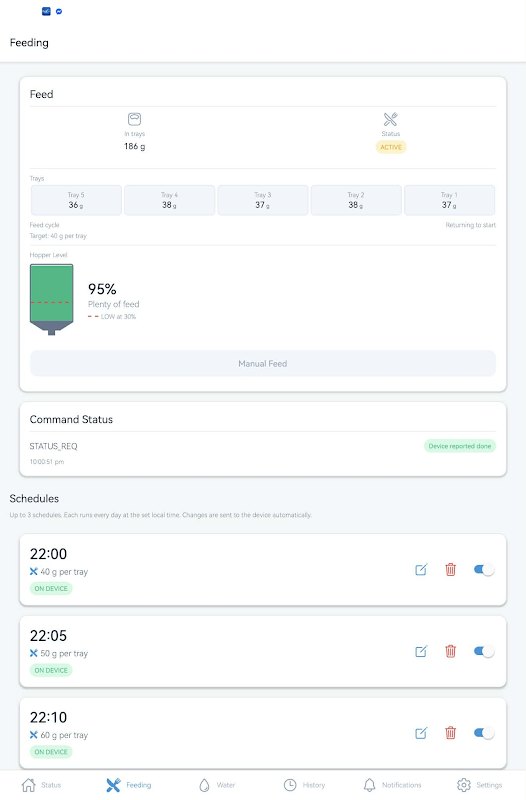 Feeding
Feed
In trays
186 g
Status
ACTIVE
Trays
Tray 5
36 g
Tray 4
38 g
Tray 3
37 g
Tray 2
38 g
Tray 1
37 g
Feed cycle
Returning to start
Target: 40 g per tray
Hopper Level
95%
Plenty of feed
LOW at 30%
Manual Feed
Command Status
STATUS_REQ
Device reported done
10:00:51 pm
Schedules
Up to 3 schedules. Each runs every day at the set local time. Changes are sent to the device automatically.
22:00
40 g per tray
ON DEVICE
22:05
50 g per tray
ON DEVICE
22:10
60 g per tray
ON DEVICE
Status
Feeding
Water
History
Notifications
Settings